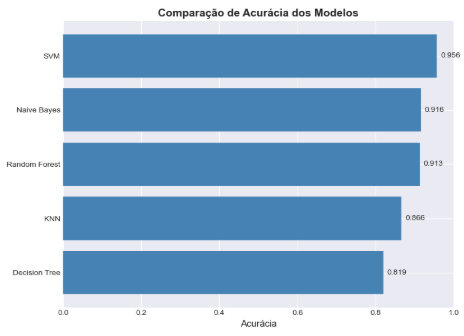 Comparação de Acurácia dos Modelos
SVM 0.956
Naive Bayes 0.916
Random Forest 0.913
KNN 0.866
Decision Tree 0.819
0.0 0.2 0.4 0.6 0.8 1.0
Acurácia